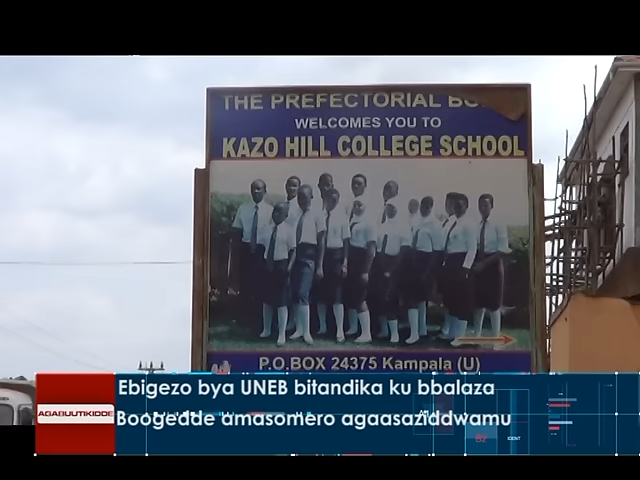 THE PREFECTORIAL
WELCOMES YOU TO
KAZO HILL COLLEGE SCHOOL
P.O.BOX 24375 Kampala (U)
Ebigezo bya UNEB bitandika ku bbalaza
AGABUUTIKIDDE
Boogedde amasomero agaasaziddwamu
IDENT